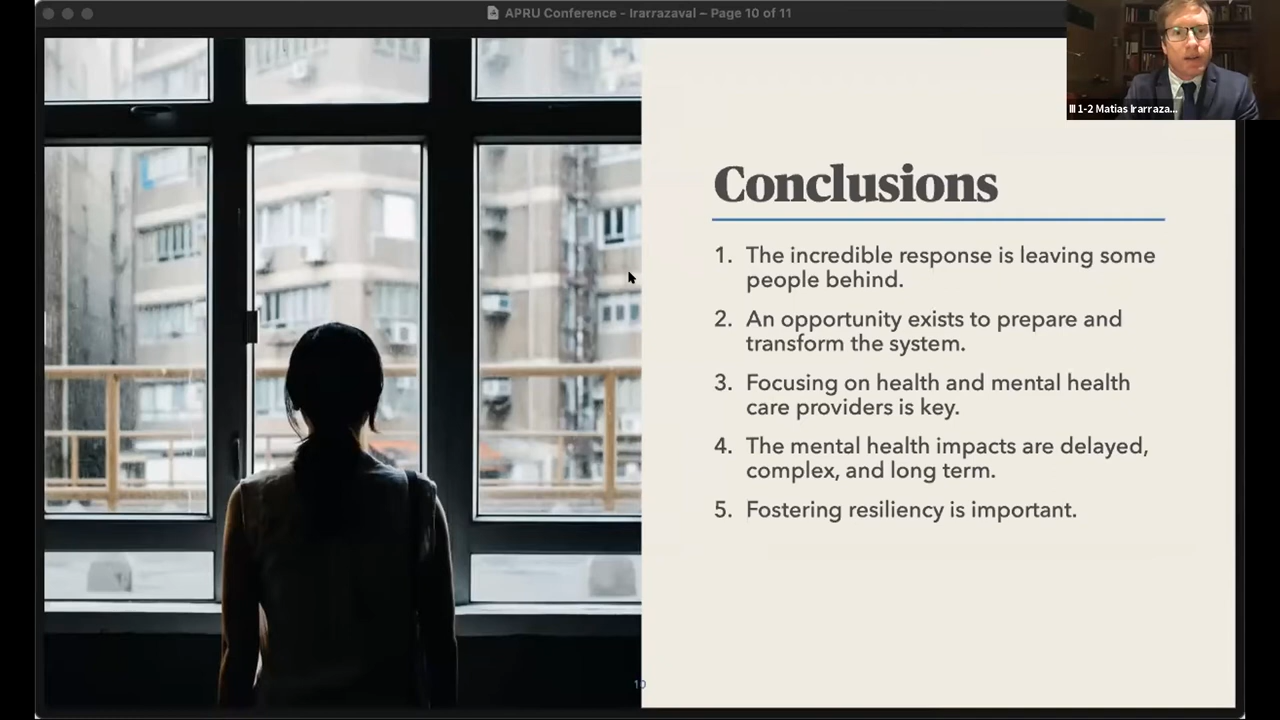 APRU Conference - Irarrazaval – Page 10 of 11
III 1-2 Matias Irarraza...
Conclusions
1. The incredible response is leaving some
people behind.
2. An opportunity exists to prepare and
transform the system.
3. Focusing on health and mental health
care providers is key.
4. The mental health impacts are delayed,
complex, and long term.
5. Fostering resiliency is important.
10